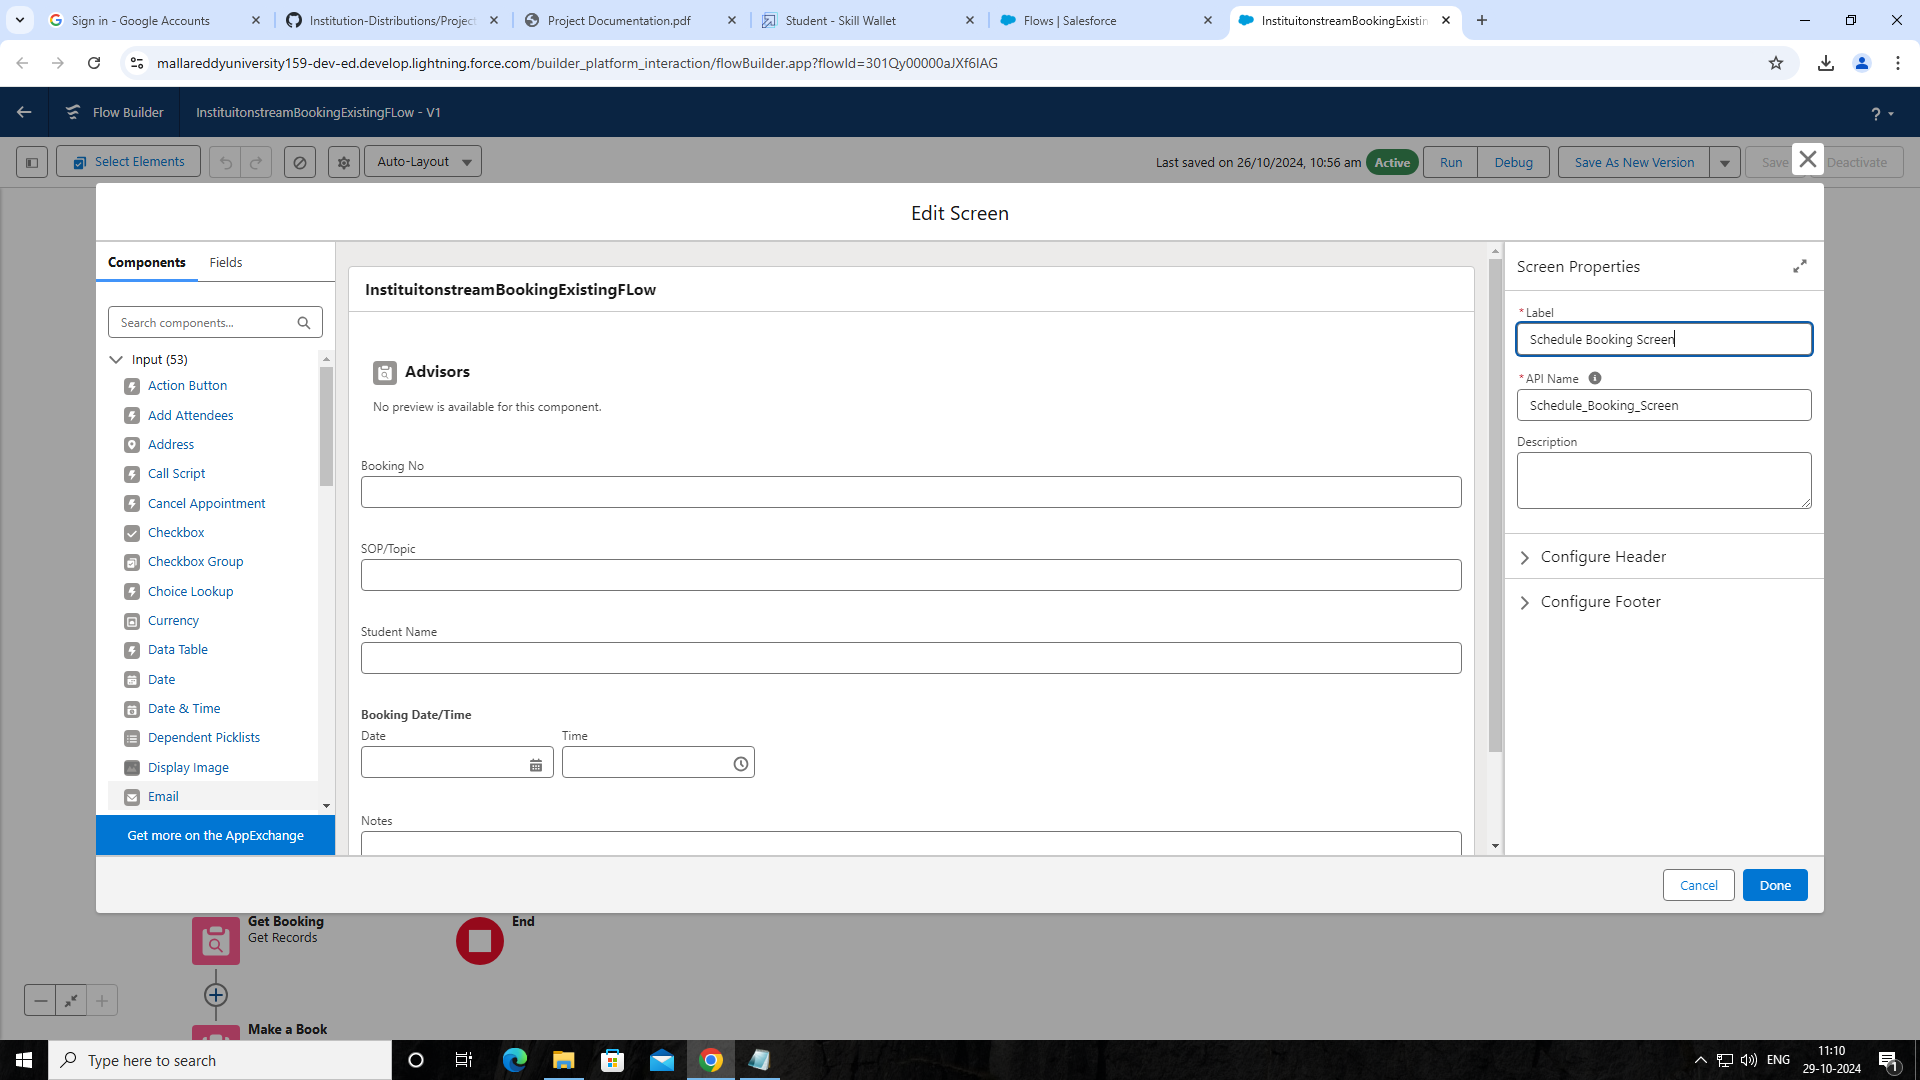 Sign in - Google Accounts
Institution-Distributions/Project
Project Documentation.pdf
Student - Skill Wallet
Flows | Salesforce
InstituitonstreamBookingExistin
mallareddyuniversity159-dev-ed.develop.lightning.force.com/builder_platform_interaction/flowBuilder.app?flowId=301Qy00000aJXf6IAG
Flow Builder
InstituitonstreamBookingExistingFLow - V1
?
Select Elements
Auto-Layout
Last saved on 26/10/2024, 10:56 am
Active
Run
Debug
Save As New Version
Save
Deactivate
Edit Screen
Components
Fields
Search components...
Input (53)
Action Button
Add Attendees
Address
Call Script
Cancel Appointment
Checkbox
Checkbox Group
Choice Lookup
Currency
Data Table
Date
Date & Time
Dependent Picklists
Display Image
Email
Get more on the AppExchange
InstituitonstreamBookingExistingFLow
Advisors
No preview is available for this component.
Booking No
SOP/Topic
Student Name
Booking Date/Time
Date
Time
Notes
Screen Properties
* Label
Schedule Booking Screen
* API Name
Schedule_Booking_Screen
Description
Configure Header
Configure Footer
Cancel
Done
Get Booking
Get Records
End
Make a Book
Type here to search
ENG
11:10
29-10-2024
1